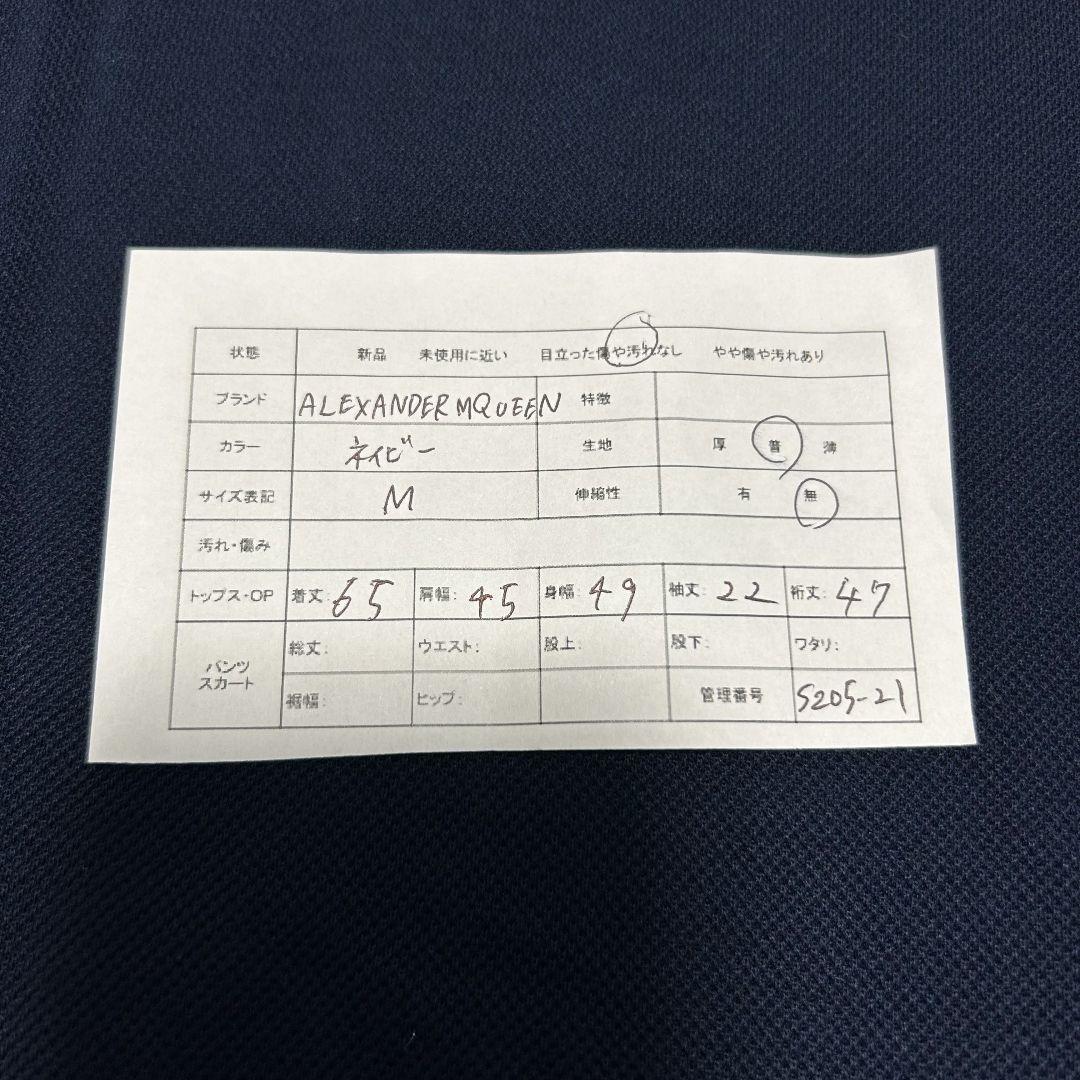 状態 新品 未使用に近い 目立った傷や汚れなし やや傷や汚れあり
ブランド ALEXANDERMQUEEN 特徴
カラー ネイビー 生地 厚 普 薄
サイズ表記 M 伸縮性 有 無
汚れ・傷み
トップス・OP 着丈: 65 肩幅: 45 身幅: 49 袖丈: 22 裄丈: 47
パンツ スカート 総丈: ウエスト: 股上: 股下: ワタリ:
裾幅: ヒップ: 管理番号 S205-21